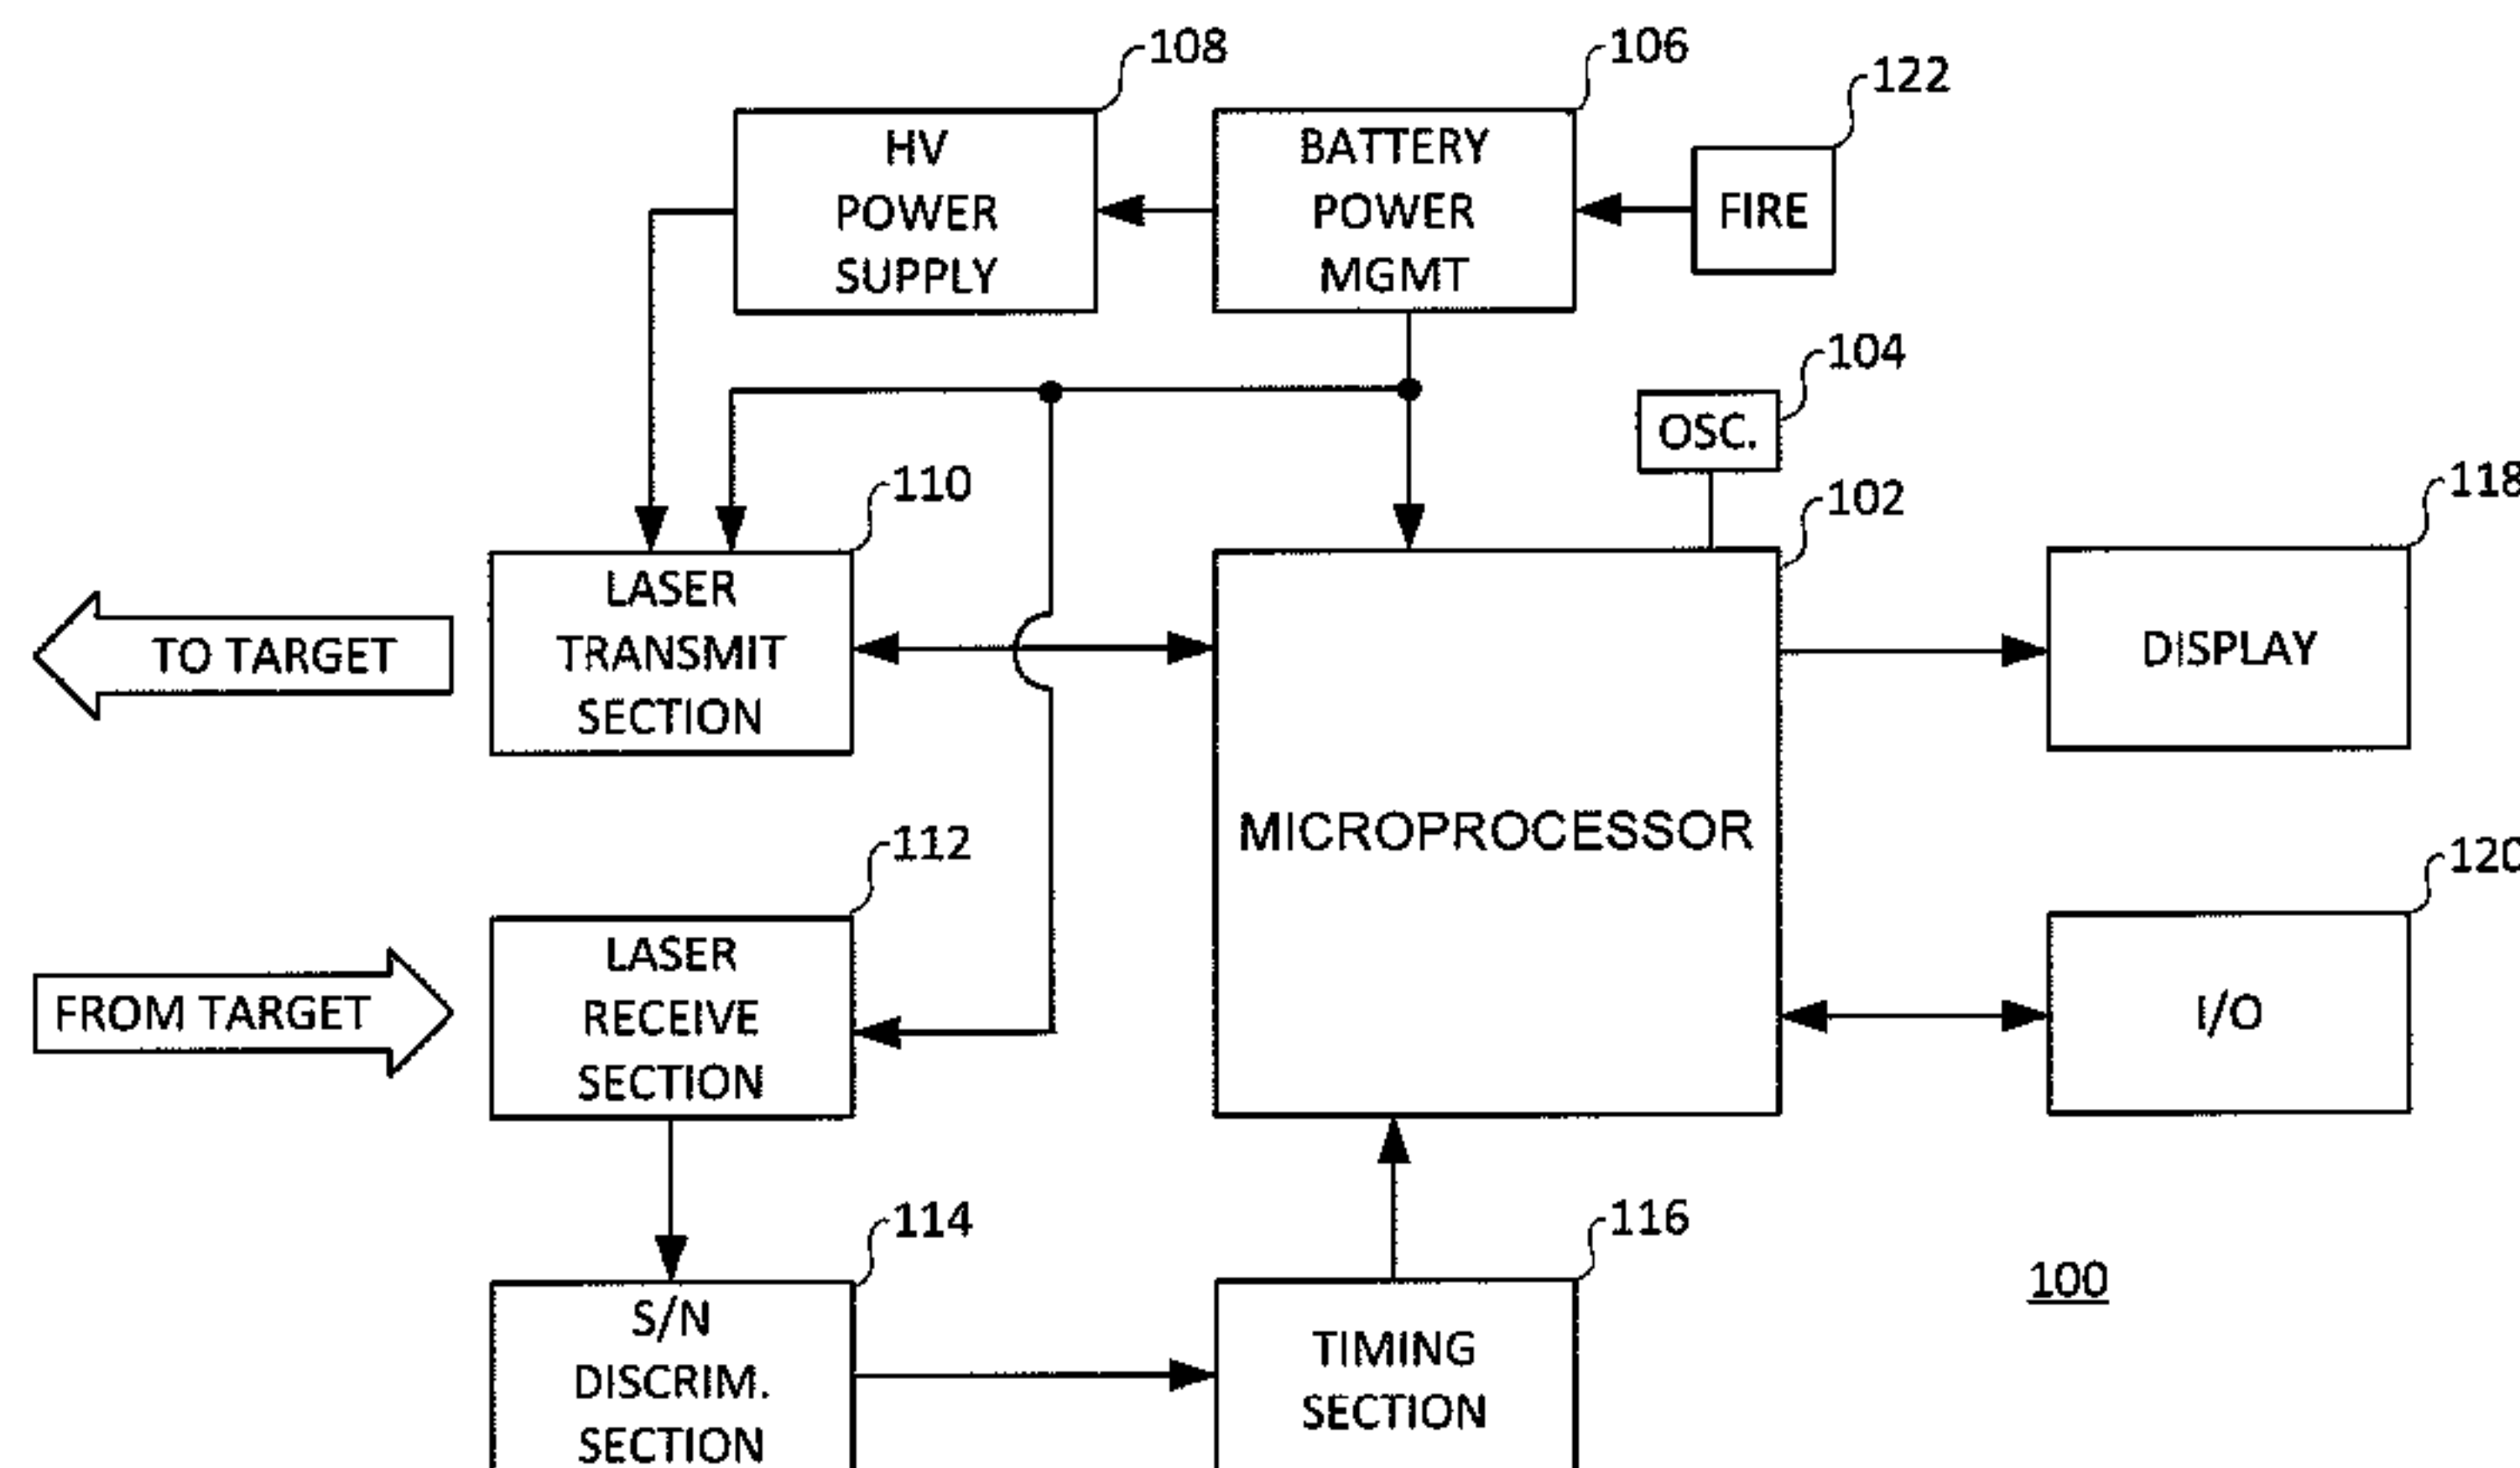 108
106
122
HV
POWER
SUPPLY
BATTERY
POWER
MGMT
FIRE
104
OSC.
110
102
118
LASER
TRANSMIT
SECTION
TO TARGET
DISPLAY
MICROPROCESSOR
112
120
LASER
RECEIVE
SECTION
FROM TARGET
I/O
114
116
100
S/N
DISCRIM.
SECTION
TIMING
SECTION